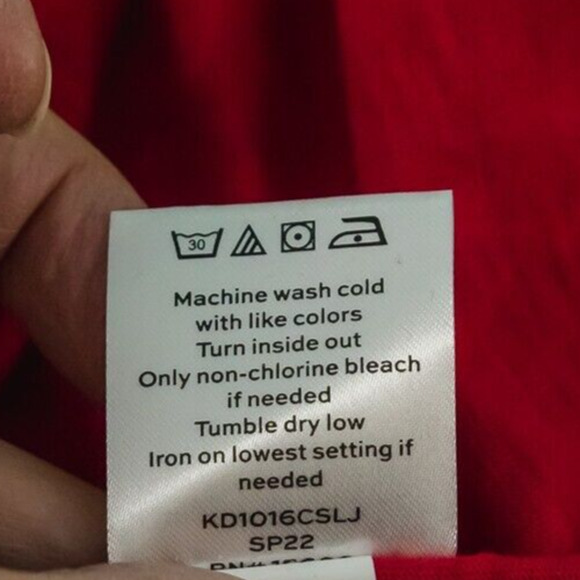 30
Machine wash cold
with like colors
Turn inside out
Only non-chlorine bleach
if needed
Tumble dry low
Iron on lowest setting if
needed
KD1016CSLJ
SP22